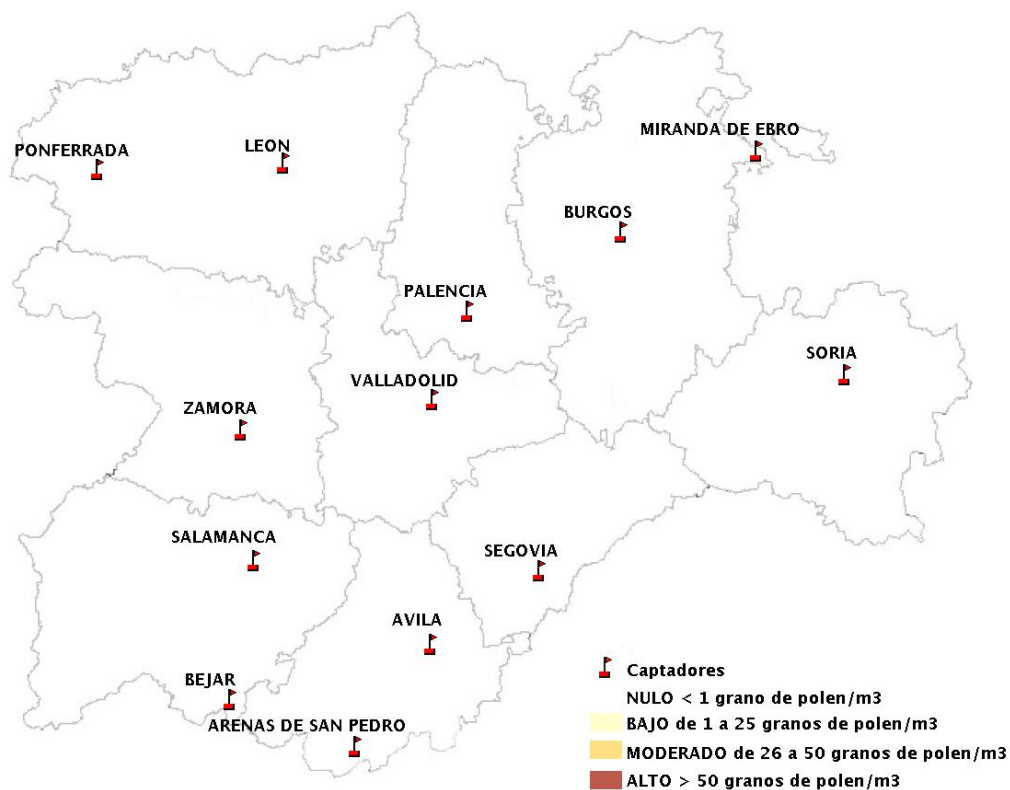 MIRANDA DE EBRO
PONFERRADA
LEON
BURGOS
PALENCIA
SORIA
VALLADOLID
ZAMORA
SALAMANCA
SEGOVIA
AVILA
BEJAR
ARENAS DE SAN PEDRO
Captadores
NULO < 1 grano de polen/m3
BAJO de 1 a 25 granos de polen/m3
MODERADO de 26 a 50 granos de polen/m3
ALTO > 50 granos de polen/m3